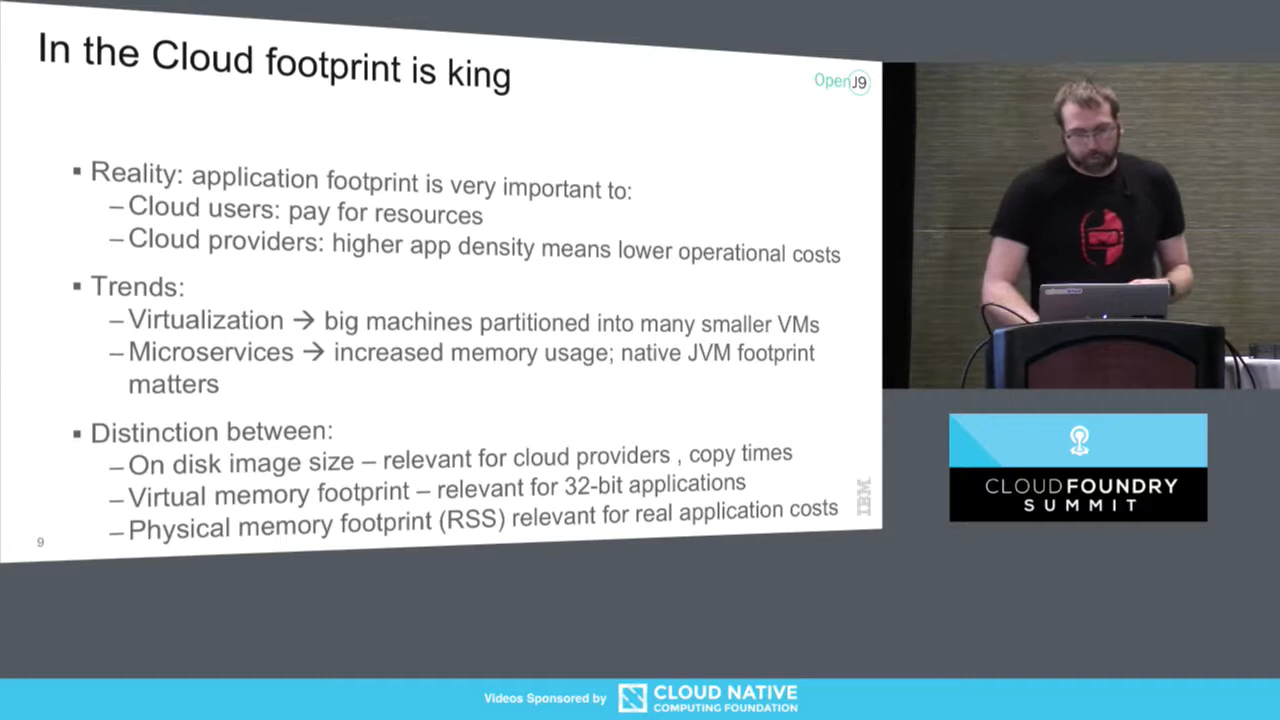 In the Cloud footprint is king
OpenJ9
▪ Reality: application footprint is very important to:
– Cloud users: pay for resources
– Cloud providers: higher app density means lower operational costs
▪ Trends:
– Virtualization → big machines partitioned into many smaller VMs
– Microservices → increased memory usage; native JVM footprint
matters
▪ Distinction between:
– On disk image size – relevant for cloud providers , copy times
– Virtual memory footprint – relevant for 32-bit applications
– Physical memory footprint (RSS) relevant for real application costs
IBM
9
CLOUDFOUNDRY
SUMMIT
Videos Sponsored by
CLOUD NATIVE
COMPUTING FOUNDATION